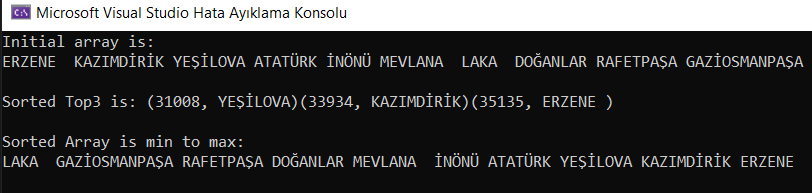 Microsoft Visual Studio Hata Ayıklama Konsolu
Initial array is:
ERZENE  KAZIMDİRİK YEŞİLOVA ATATÜRK İNÖNÜ MEVLANA  LAKA  DOĞANLAR RAFETPAŞA GAZİOSMANPAŞA
Sorted Top3 is: (31008, YEŞİLOVA)(33934, KAZIMDİRİK)(35135, ERZENE )
Sorted Array is min to max:
LAKA  GAZİOSMANPAŞA RAFETPAŞA DOĞANLAR MEVLANA  İNÖNÜ ATATÜRK YEŞİLOVA KAZIMDİRİK ERZENE